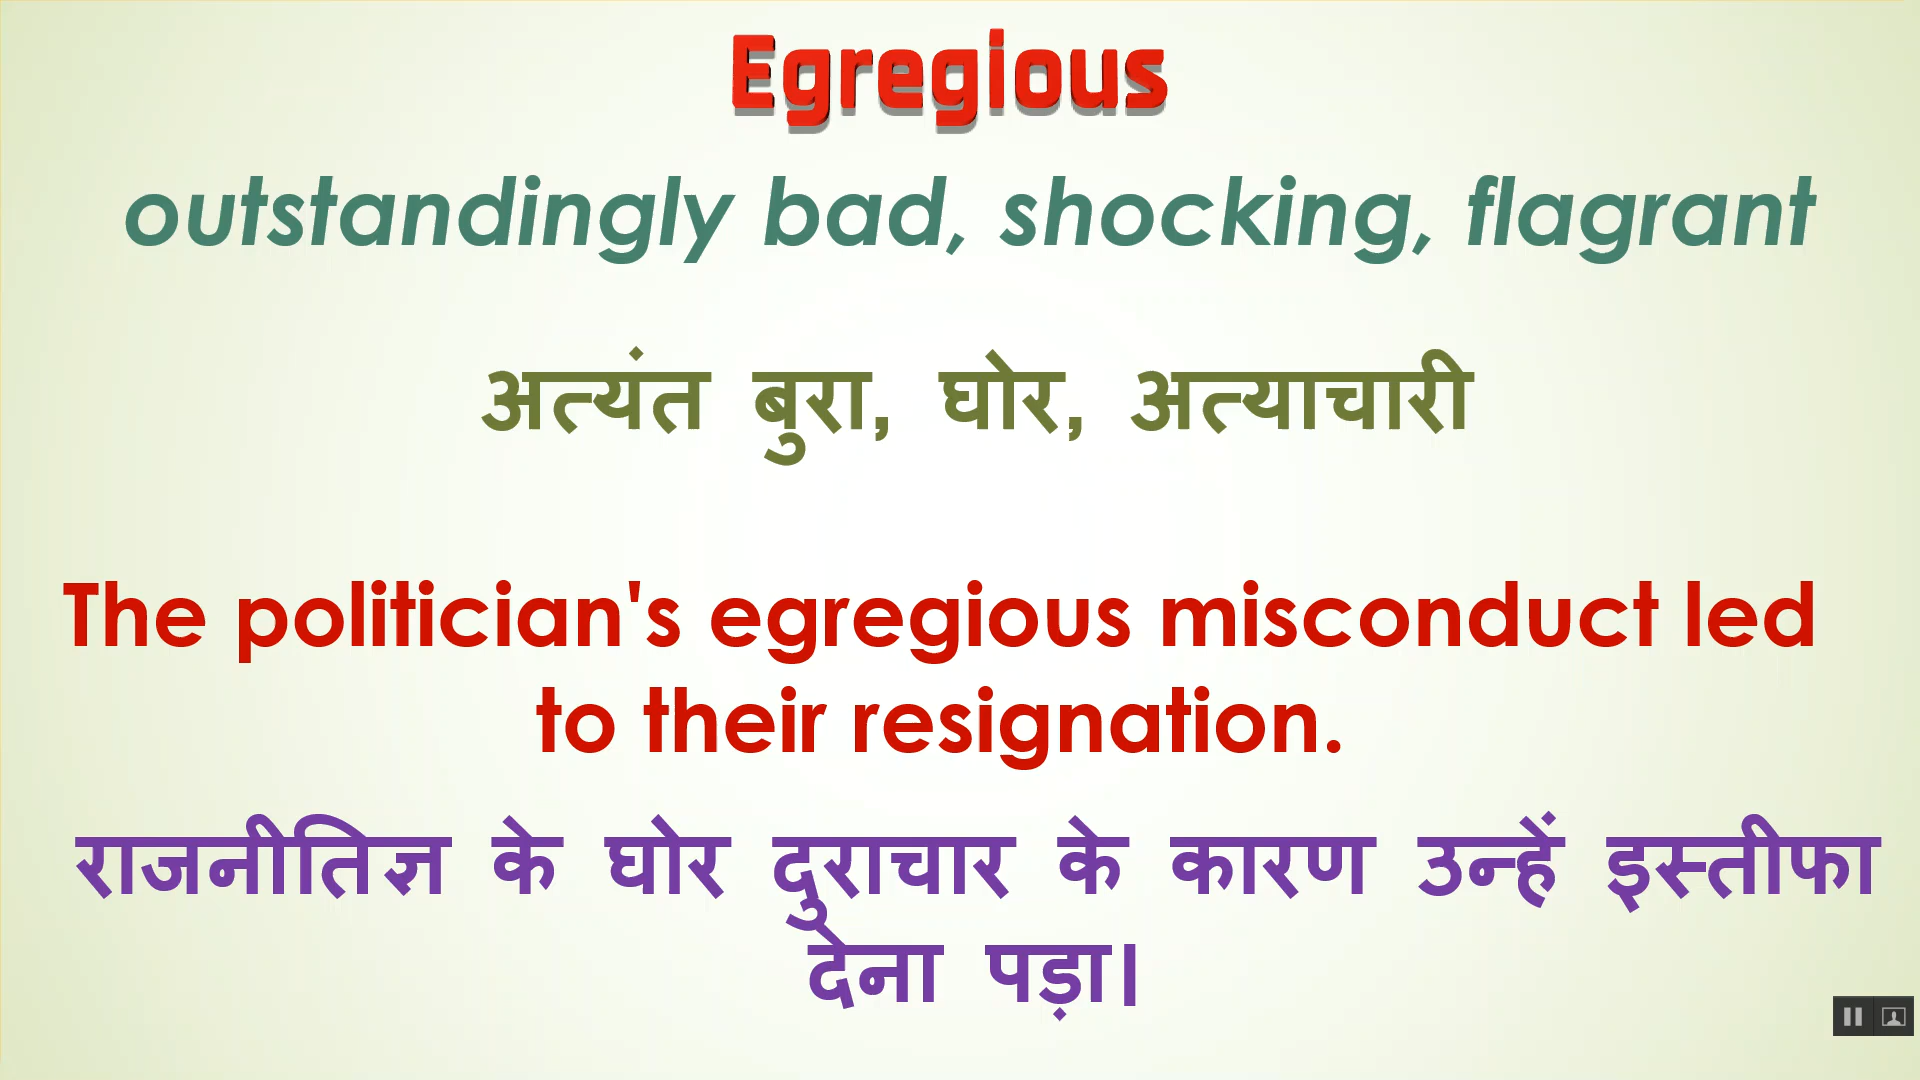 Egregious
outstandingly bad, shocking, flagrant
अत्यंत बुरा, घोर, अत्याचारी
The politician's egregious misconduct led
to their resignation.
राजनीतिज्ञ के घोर दुराचार के कारण उन्हें इस्तीफा
देना पड़ा।